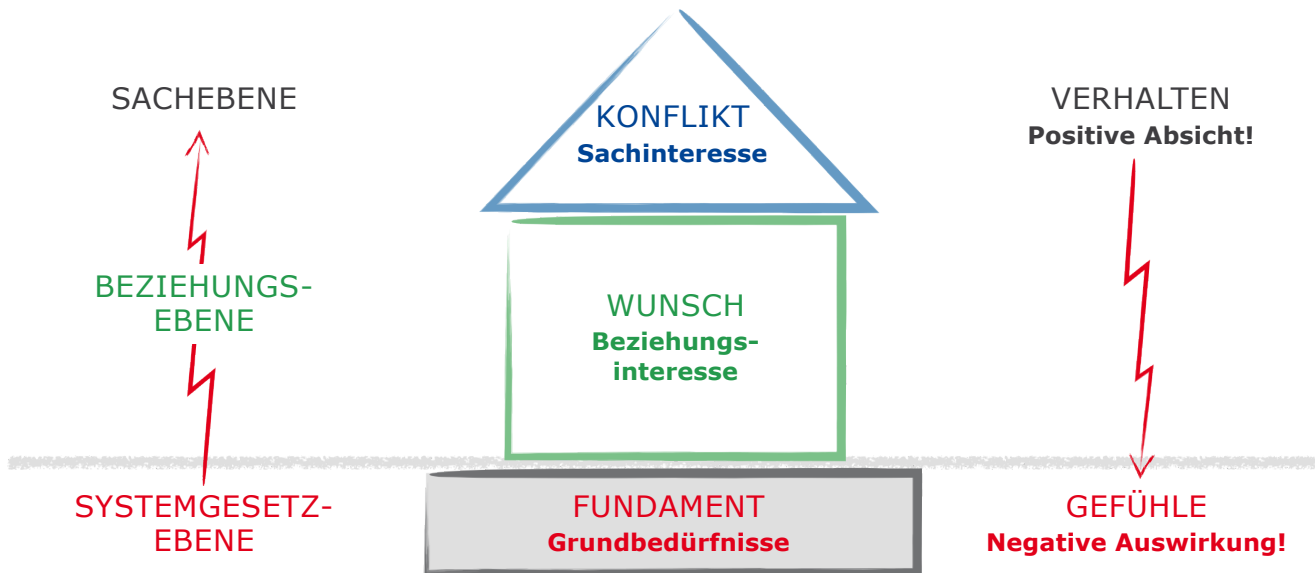 SACHEBENE
BEZIEHUNGS-
EBENE
SYSTEMGESETZ-
EBENE
KONFLIKT
Sachinteresse
WUNSCH
Beziehungs-
interesse
FUNDAMENT
Grundbedürfnisse
VERHALTEN
Positive Absicht!
GEFÜHLE
Negative Auswirkung!